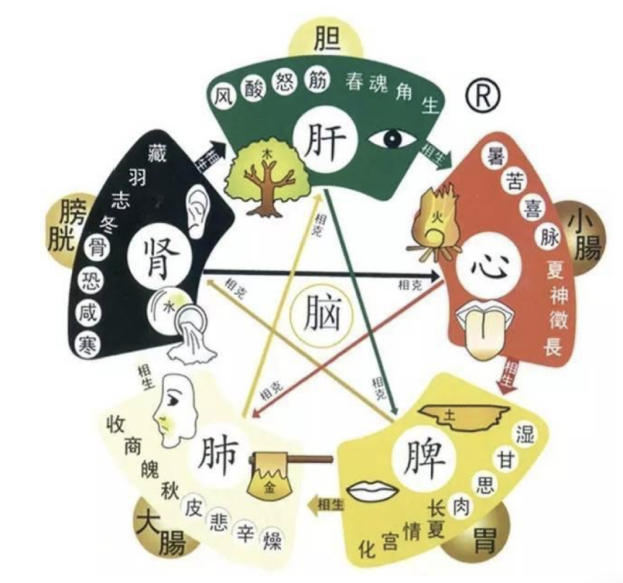 胆
风 酸 怒 筋 春 魂 角 生
肝
木
®
相生
暑 苦 喜 脉 夏 神 徵 長
心
火
小腸
相生
湿 甘 思 肉 长夏 情 宫 化
脾
土
胃
相生
收 商 魄 秋 皮 悲 辛 燥
肺
金
大腸
相生
藏 羽 志 冬 骨 恐 咸 寒
肾
水
膀胱
相生
脑
相克
相克
相克
相克
相克
相克